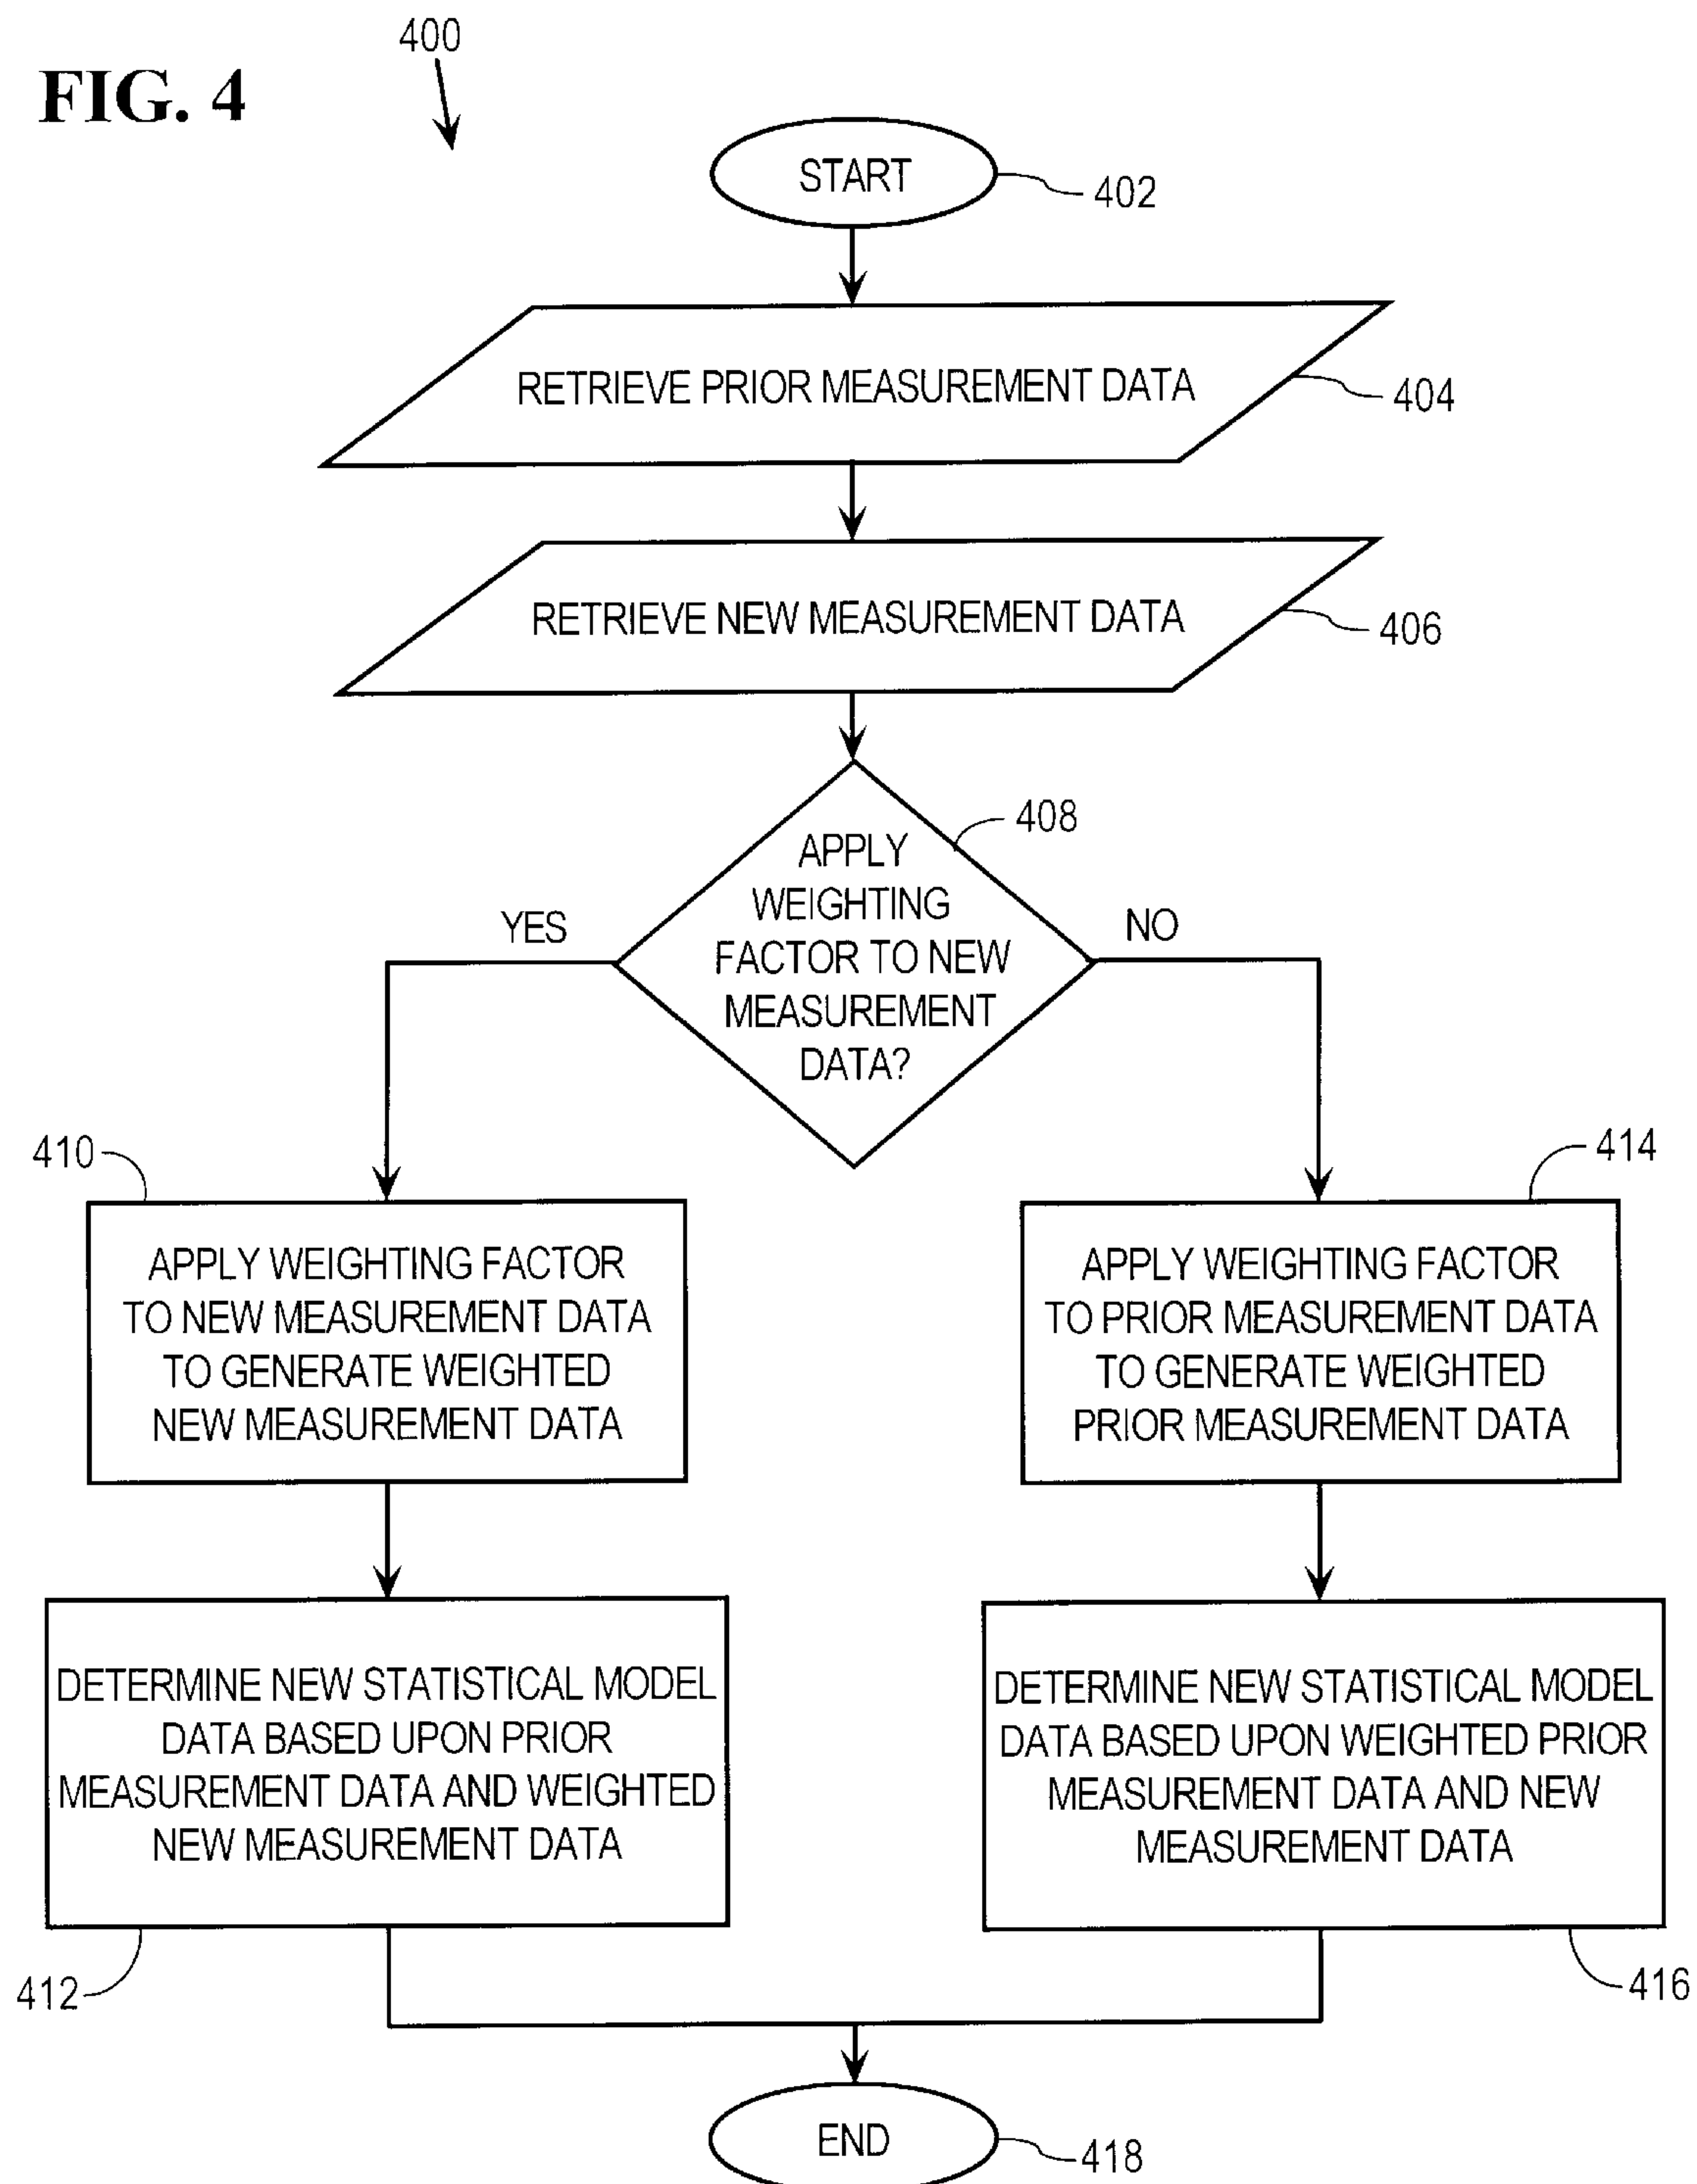 FIG. 4
400
START
402
RETRIEVE PRIOR MEASUREMENT DATA
404
RETRIEVE NEW MEASUREMENT DATA
406
408
APPLY
WEIGHTING
FACTOR TO NEW
MEASUREMENT
DATA?
YES
NO
410
APPLY WEIGHTING FACTOR
TO NEW MEASUREMENT DATA
TO GENERATE WEIGHTED
NEW MEASUREMENT DATA
414
APPLY WEIGHTING FACTOR
TO PRIOR MEASUREMENT DATA
TO GENERATE WEIGHTED
PRIOR MEASUREMENT DATA
DETERMINE NEW STATISTICAL MODEL
DATA BASED UPON PRIOR
MEASUREMENT DATA AND WEIGHTED
NEW MEASUREMENT DATA
412
DETERMINE NEW STATISTICAL MODEL
DATA BASED UPON WEIGHTED PRIOR
MEASUREMENT DATA AND NEW
MEASUREMENT DATA
416
END
418